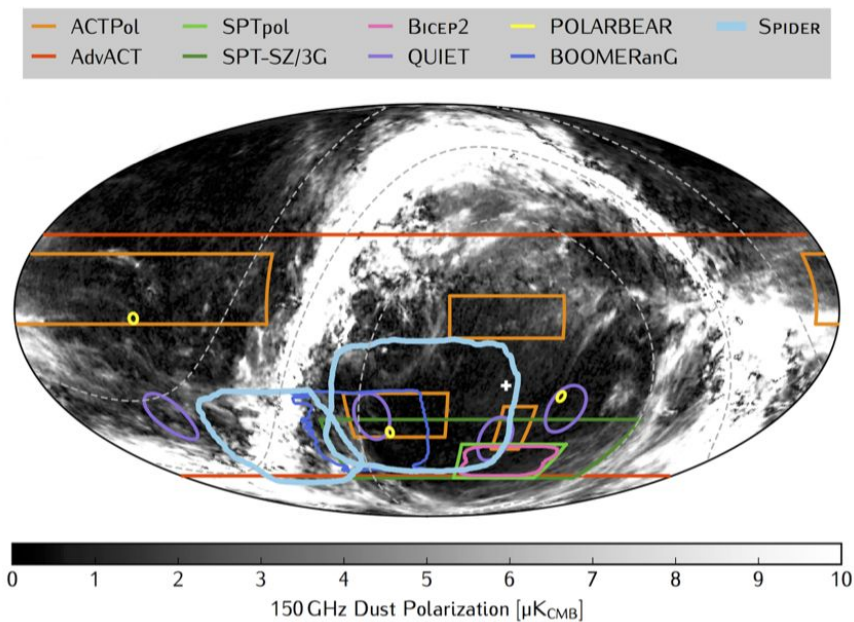 ACTPol SPTpol BICEP2 POLARBEAR SPIDER
AdvACT SPT-SZ/3G QUIET BOOMERanG
0 1 2 3 4 5 6 7 8 9 10
150 GHz Dust Polarization [μK_CMB]